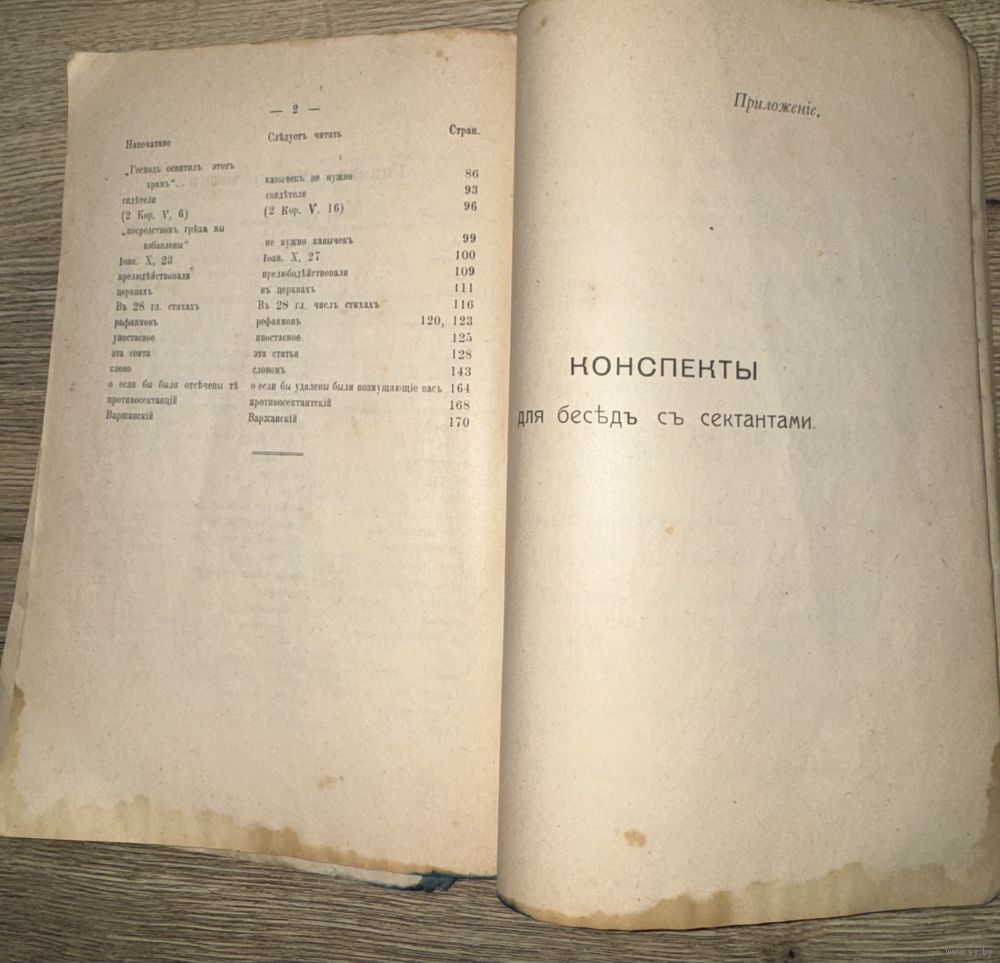 — 2 —
Напечатано Слѣдуетъ читать Стран.
„Господь освятилъ этотъ
храмъ“. . кавычекъ не нужно 86
сидѣтели свидѣтели 93
(2 Кор. V, 6) (2 Кор. V. 16) 96
„посредствомъ грѣха мы
избавлены“ не нужно кавычекъ 99
Іоан. X, 23 Іоан. X, 27 100
прелюдѣйствовали прелюбодѣйствовали 109
церквахъ въ церквахъ 111
Въ 28 гл. стихахъ Въ 28 гл. числъ стихахъ 116
рафаимовъ рефаимовъ 120, 123
упостасное ипостасное 125
эта секта эта статья 128
слово словомъ 143
о если бы были отсѣчены тѣ о если бы удалены были возмущающіе васъ 164
противосектанцій противосектантскій 168
Варшанскій Варжанскій 170
Приложеніе.
КОНСПЕКТЫ
для бесѣдъ съ сектантами.
www.ay.by